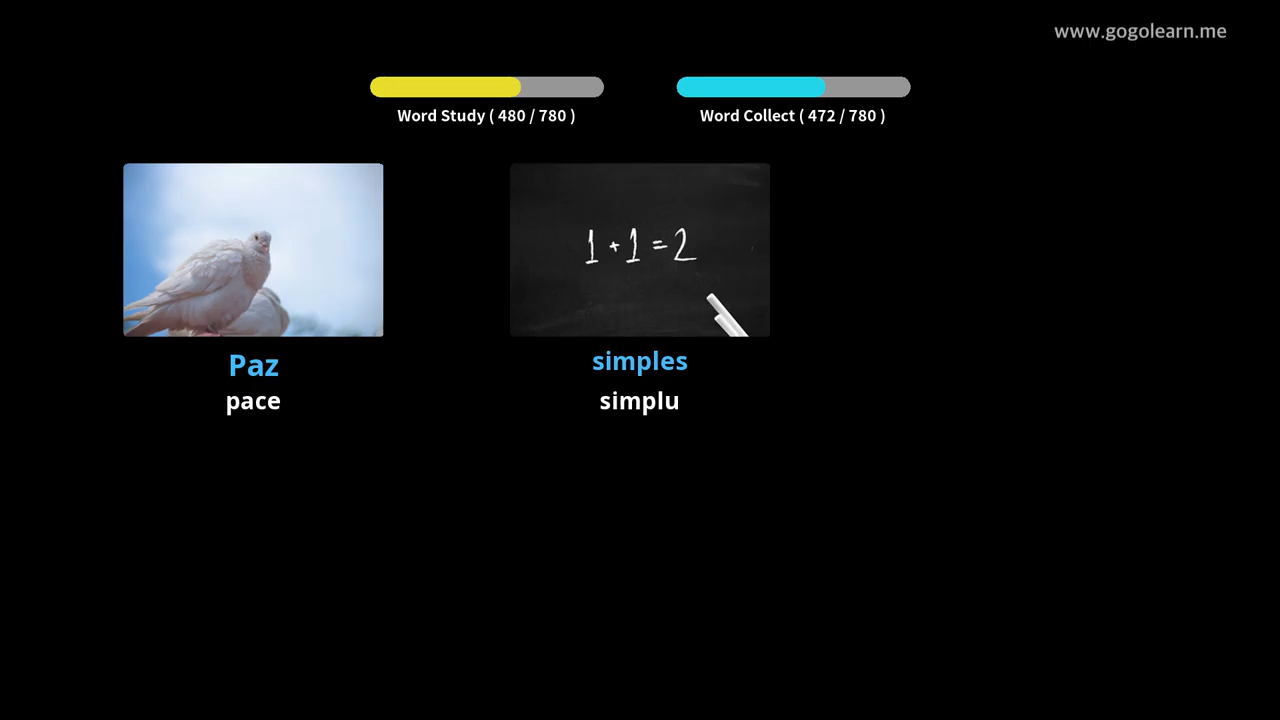 www.gogolearn.me
Word Study ( 480 / 780 )
Word Collect ( 472 / 780 )
1 + 1 = 2
Paz
pace
simples
simplu